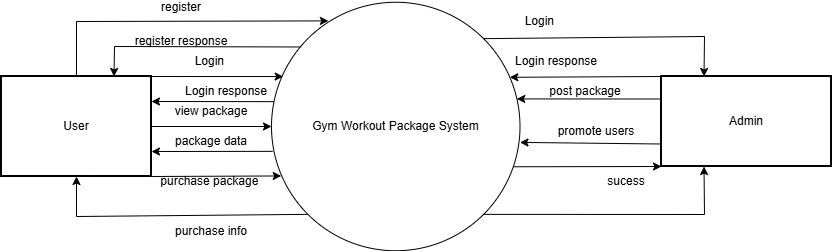 register
Login
register response
Login
Login response
Login response
post package
view package
User
Gym Workout Package System
Admin
promote users
package data
purchase package
sucess
purchase info